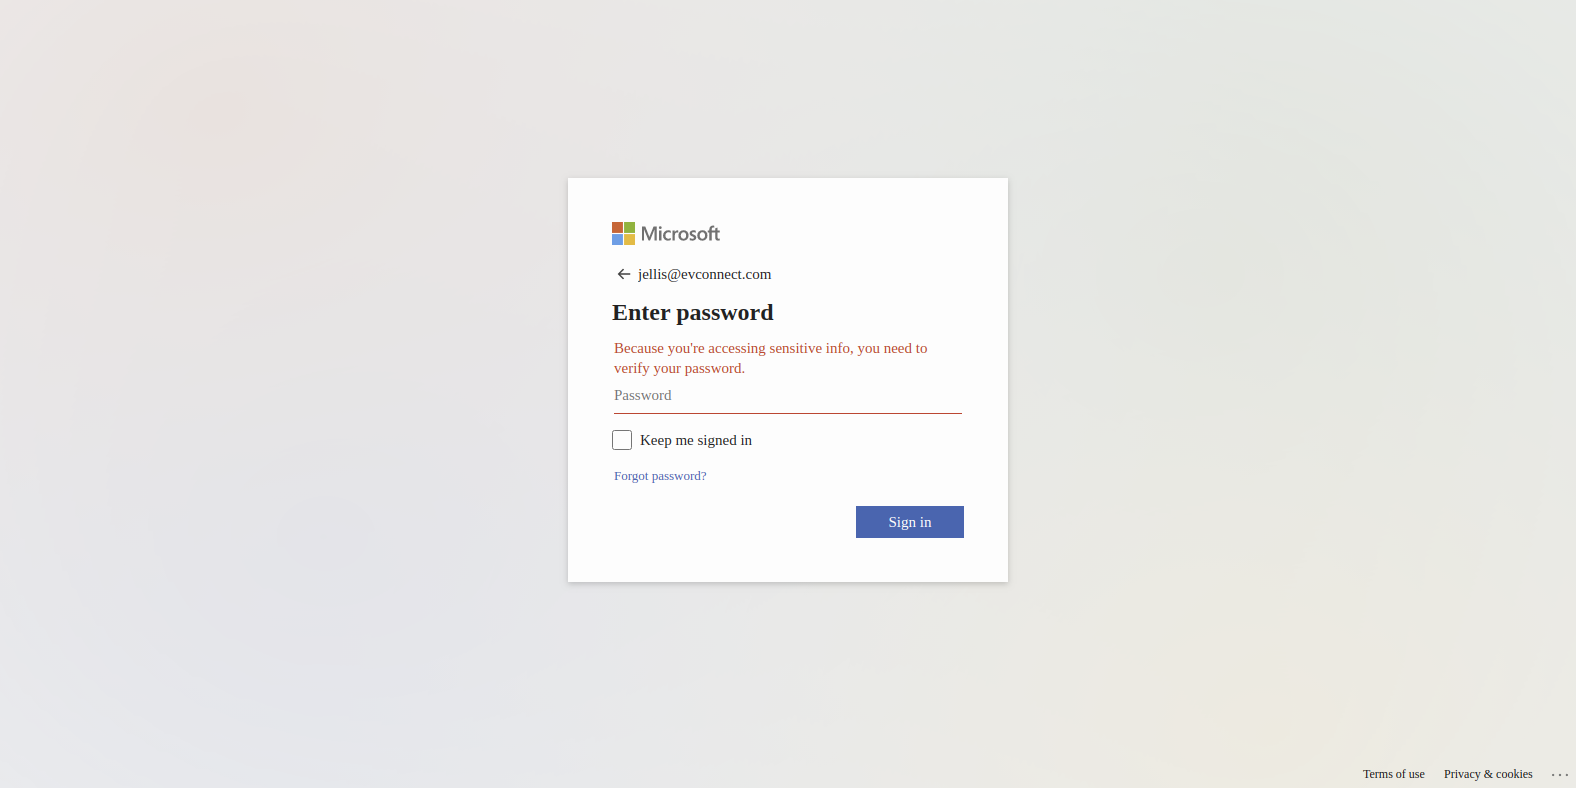 Microsoft
jellis@evconnect.com
Enter password
Because you're accessing sensitive info, you need to
verify your password.
Password
Keep me signed in
Forgot password?
Sign in
Terms of use Privacy & cookies ...